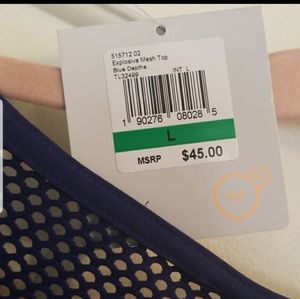 515712 02
Explosive Mesh Top
Blue Depths
TL32499 INT L
1 90276 08028 5
L
MSRP $45.00